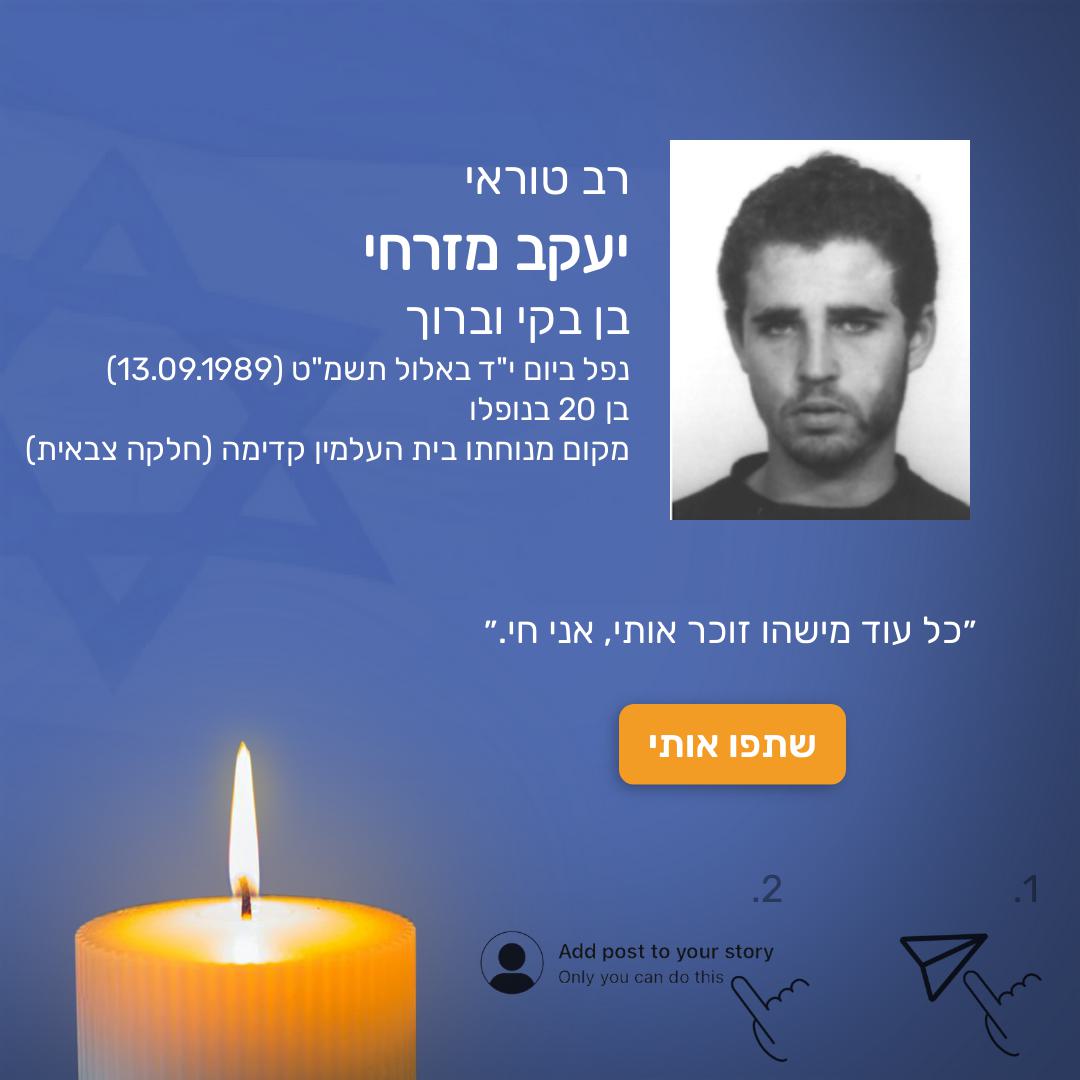 רב טוראי
יעקב מזרחי
בן בקי וברוך
נפל ביום י"ד באלול תשמ"ט (13.09.1989)
בן 20 בנופלו
מקום מנוחתו בית העלמין קדימה (חלקה צבאית)
״כל עוד מישהו זוכר אותי, אני חי.״
שתפו אותי
.1
.2
Add post to your story
Only you can do this